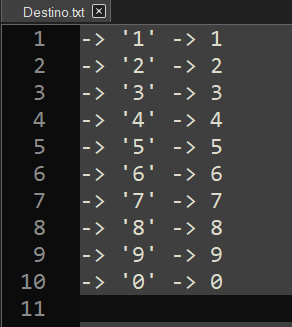 Destino.txt
1 -> '1' -> 1
2 -> '2' -> 2
3 -> '3' -> 3
4 -> '4' -> 4
5 -> '5' -> 5
6 -> '6' -> 6
7 -> '7' -> 7
8 -> '8' -> 8
9 -> '9' -> 9
10 -> '0' -> 0
11